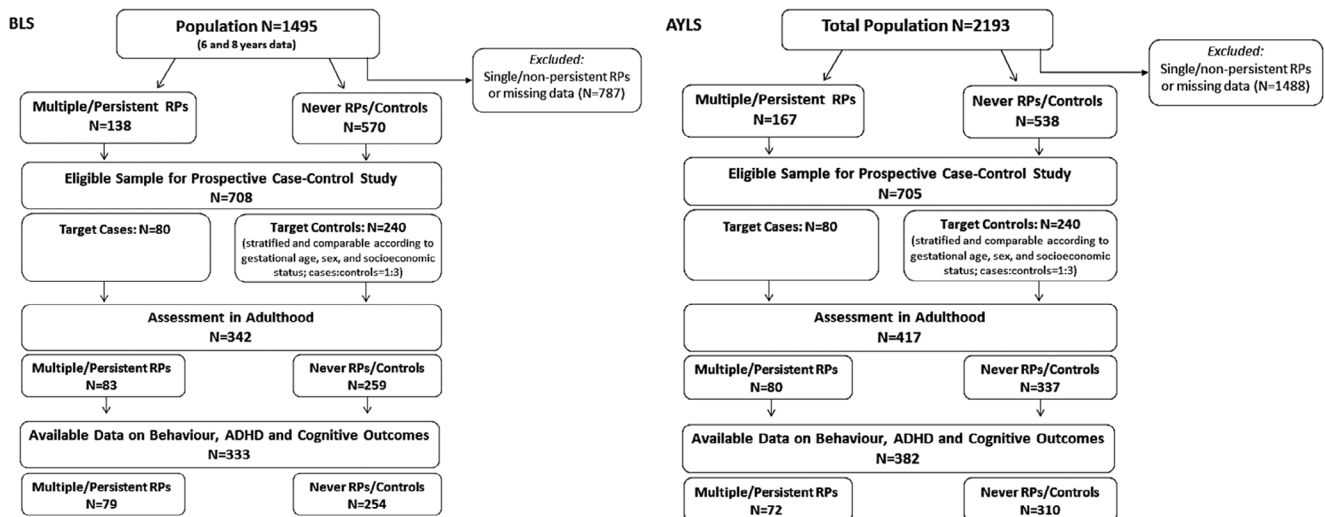 BLS
Population N=1495
(6 and 8 years data)
Excluded:
Single/non-persistent RPs
or missing data (N=787)
Multiple/Persistent RPs
N=138
Never RPs/Controls
N=570
Eligible Sample for Prospective Case-Control Study
N=708
Target Cases: N=80
Target Controls: N=240
(stratified and comparable according to
gestational age, sex, and socioeconomic
status; cases:controls=1:3)
Assessment in Adulthood
N=342
Multiple/Persistent RPs
N=83
Never RPs/Controls
N=259
Available Data on Behaviour, ADHD and Cognitive Outcomes
N=333
Multiple/Persistent RPs
N=79
Never RPs/Controls
N=254
AYLS
Total Population N=2193
Excluded:
Single/non-persistent RPs
or missing data (N=1488)
Multiple/Persistent RPs
N=167
Never RPs/Controls
N=538
Eligible Sample for Prospective Case-Control Study
N=705
Target Cases: N=80
Target Controls: N=240
(stratified and comparable according to
gestational age, sex, and socioeconomic
status; cases:controls=1:3)
Assessment in Adulthood
N=417
Multiple/Persistent RPs
N=80
Never RPs/Controls
N=337
Available Data on Behaviour, ADHD and Cognitive Outcomes
N=382
Multiple/Persistent RPs
N=72
Never RPs/Controls
N=310